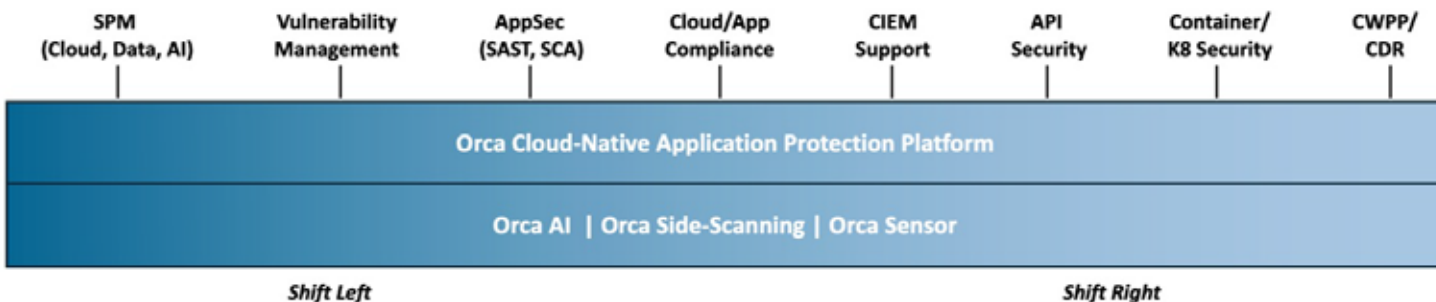 SPM
(Cloud, Data, AI)
Vulnerability
Management
AppSec
(SAST, SCA)
Cloud/App
Compliance
CIEM
Support
API
Security
Container/
K8 Security
CWPP/
CDR
Orca Cloud-Native Application Protection Platform
Orca AI | Orca Side-Scanning | Orca Sensor
Shift Left
Shift Right